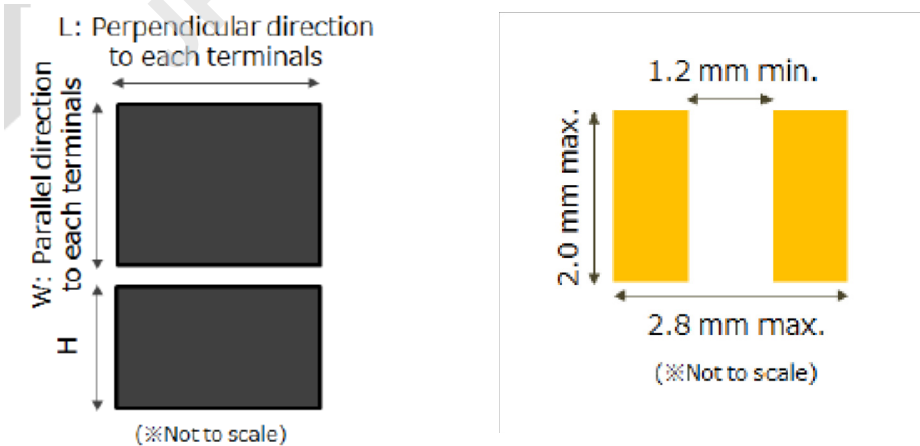 L: Perpendicular direction
to each terminals
W: Parallel direction
to each terminals
H
(※Not to scale)
1.2 mm min.
2.0 mm max.
2.8 mm max.
(※Not to scale)